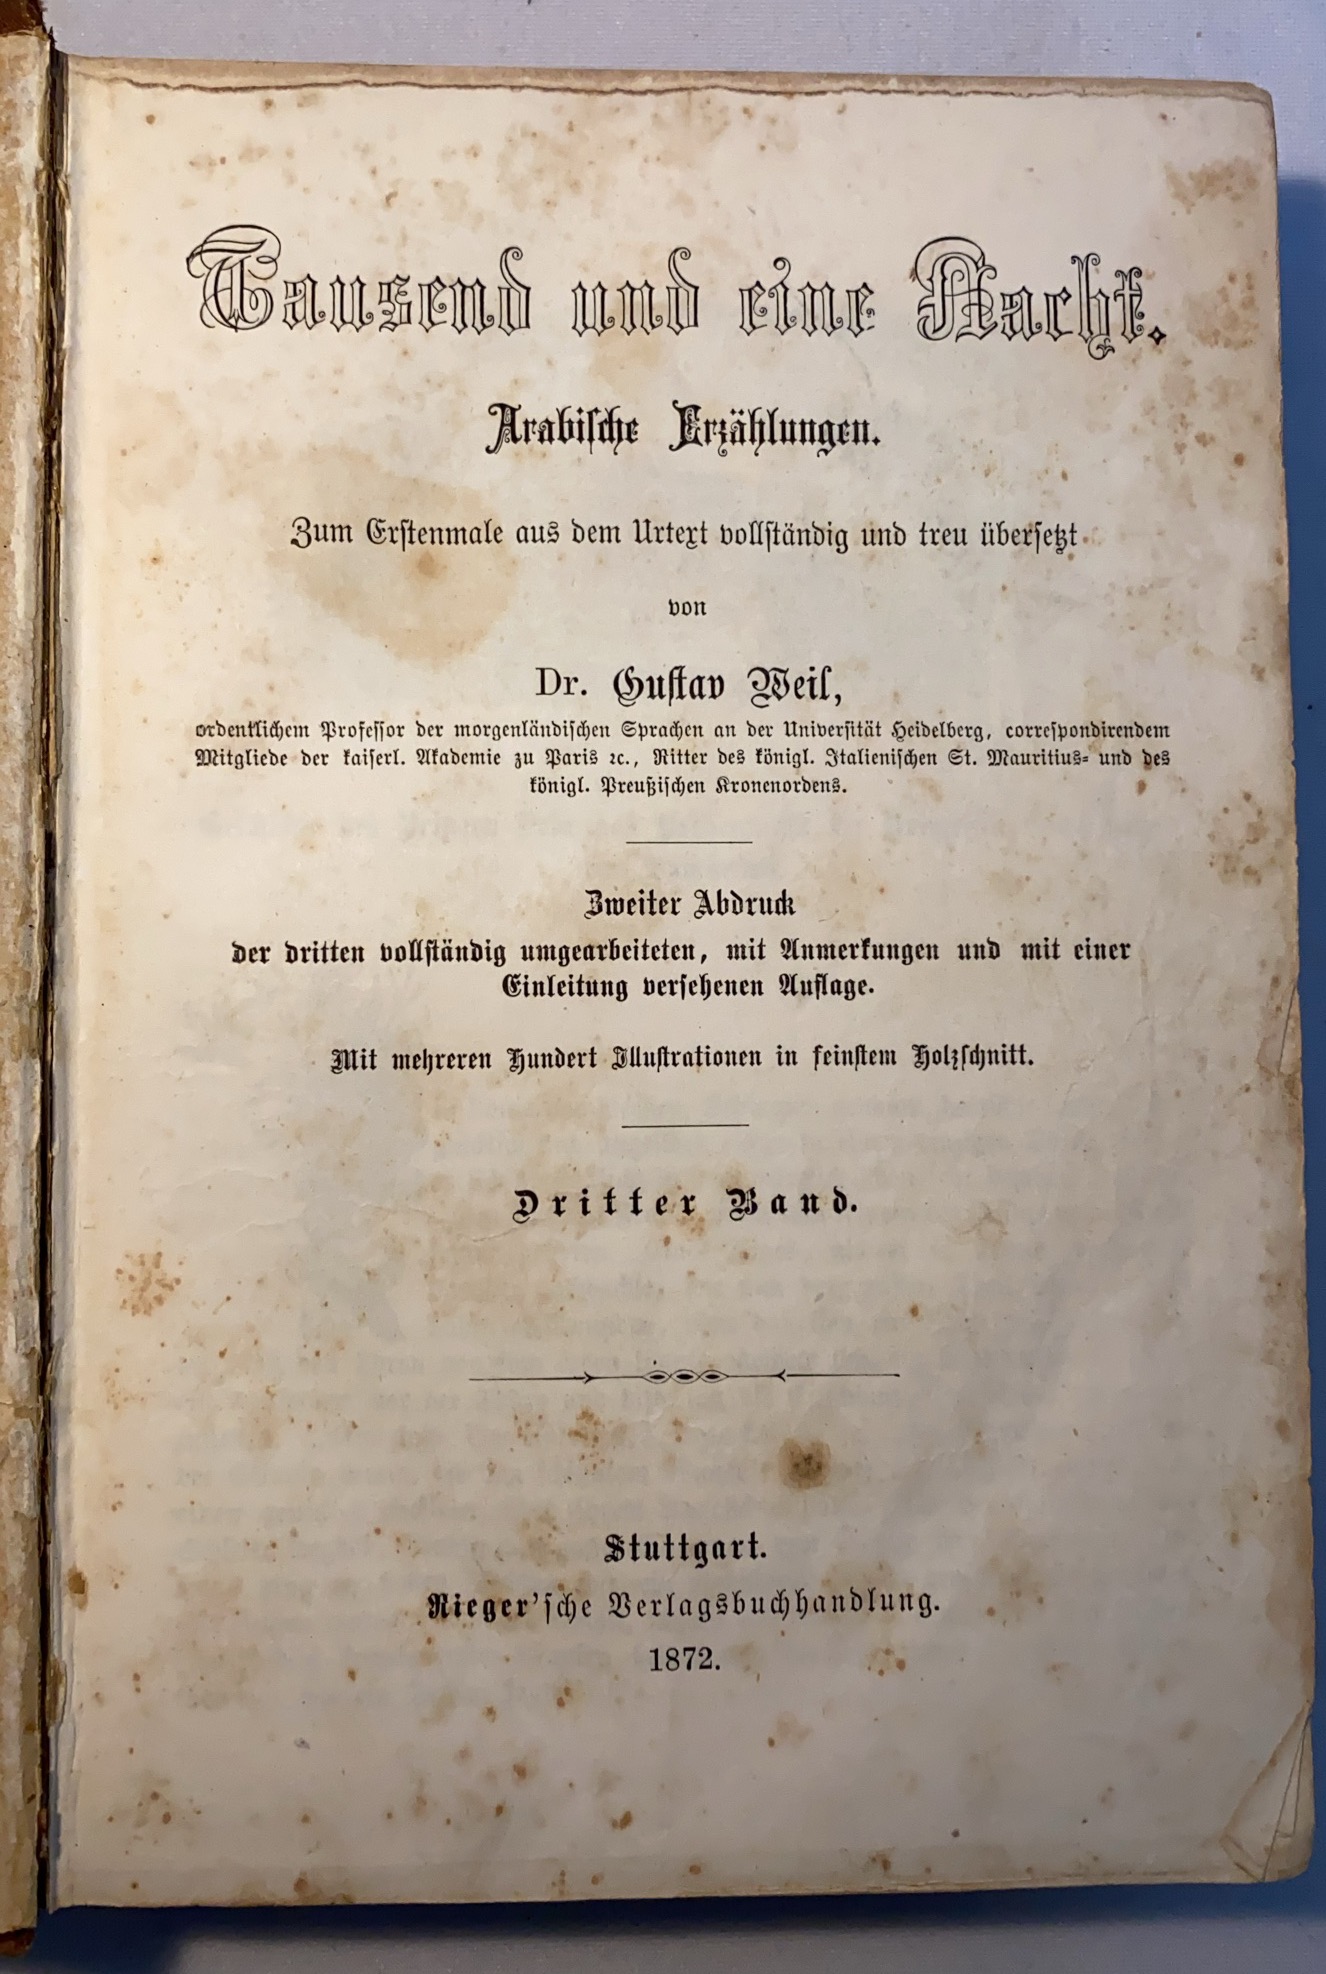 Tausend und eine Nacht.
Arabische Erzählungen.
Zum Erstenmale aus dem Urtext vollständig und treu übersetzt
von
Dr. Gustav Weil,
ordentlichem Professor der morgenländischen Sprachen an der Universität Heidelberg, correspondirendem
Mitgliede der kaiserl. Akademie zu Paris ꝛc., Ritter des königl. Italienischen St. Mauritius- und des
königl. Preußischen Kronenordens.
Zweiter Abdruck
der dritten vollständig umgearbeiteten, mit Anmerkungen und mit einer
Einleitung versehenen Auflage.
Mit mehreren Hundert Illustrationen in feinstem Holzschnitt.
Dritter Band.
Stuttgart.
Rieger'sche Verlagsbuchhandlung.
1872.